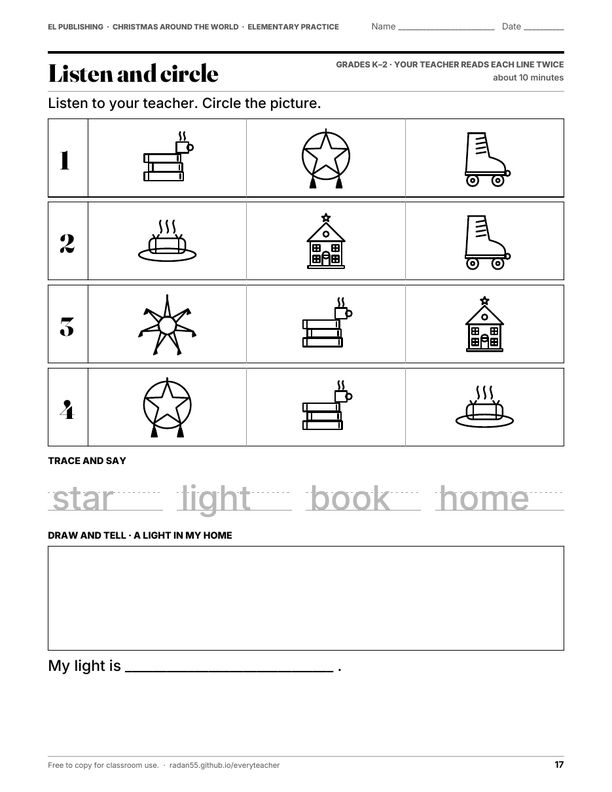 EL PUBLISHING · CHRISTMAS AROUND THE WORLD · ELEMENTARY PRACTICE Name ____________________ Date ________
Listen and circle
GRADES K–2 · YOUR TEACHER READS EACH LINE TWICE
about 10 minutes
Listen to your teacher. Circle the picture.
1
2
3
4
TRACE AND SAY
star light book home
DRAW AND TELL · A LIGHT IN MY HOME
My light is ____________________________ .
Free to copy for classroom use. · radan55.github.io/everyteacher 17